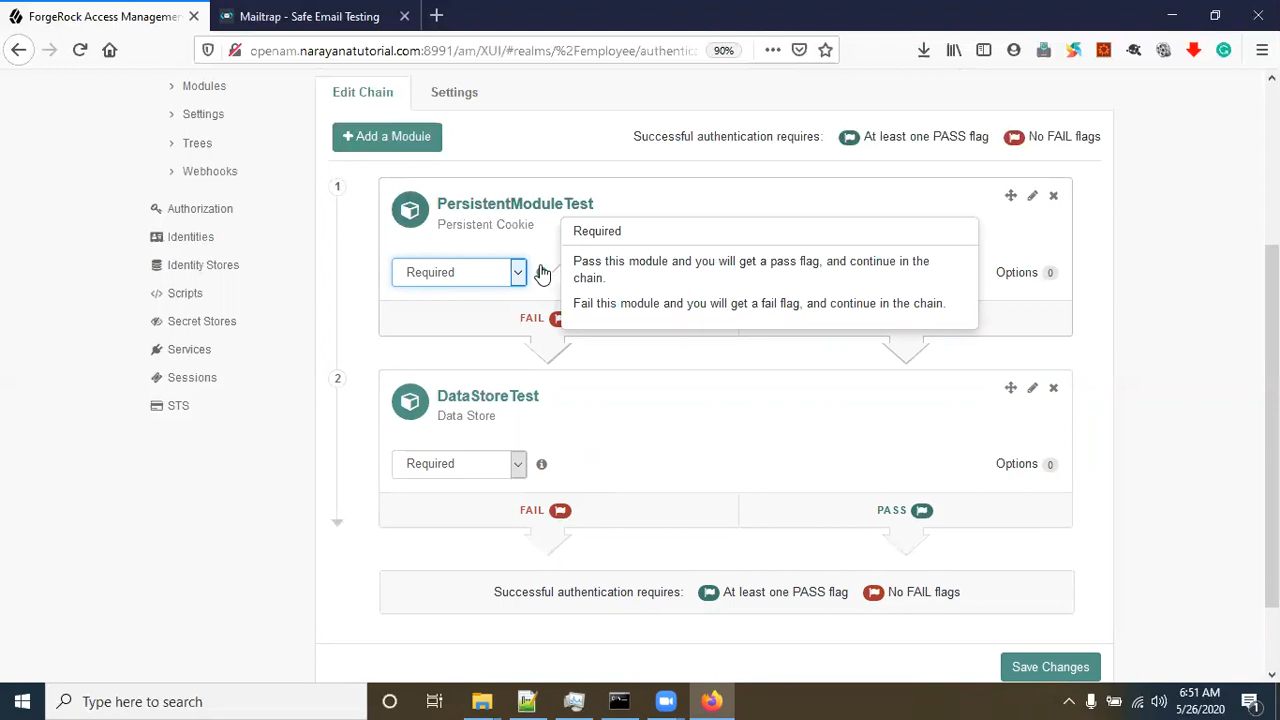 ForgeRock Access Managemer
Mailtrap - Safe Email Testing
openam.narayanatutorial.com:8991/am/XUI/#realms/%2Femployee/authentic
90%
Modules
Settings
Trees
Webhooks
Authorization
Identities
Identity Stores
Scripts
Secret Stores
Services
Sessions
STS
Edit Chain
Settings
Add a Module
Successful authentication requires: At least one PASS flag No FAIL flags
1
PersistentModuleTest
Persistent Cookie
Required
Options 0
Required
Pass this module and you will get a pass flag, and continue in the
chain.
Fail this module and you will get a fail flag, and continue in the chain.
FAIL
2
DataStoreTest
Data Store
Required
Options 0
FAIL
PASS
Successful authentication requires: At least one PASS flag No FAIL flags
Save Changes
Type here to search
6:51 AM
5/26/2020
1